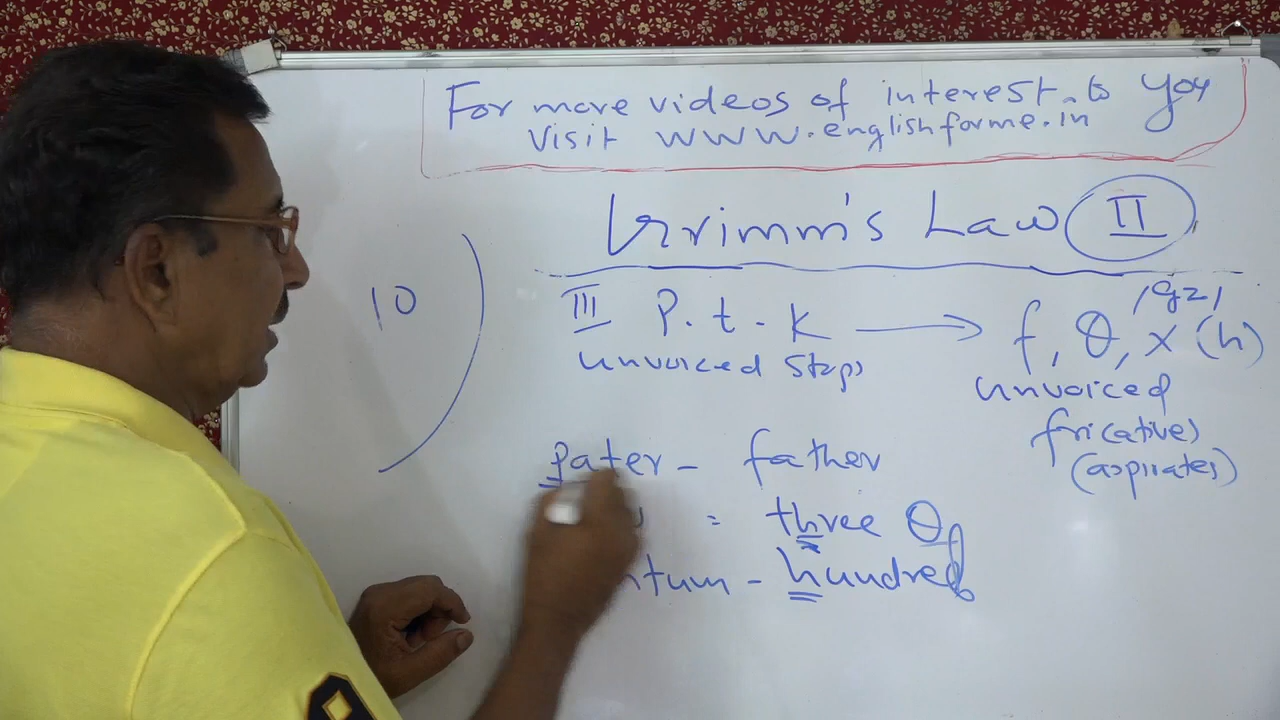 For more videos of interest to you
visit www.englishforme.in
Grimm's Law II
10
III P. t - K → f, θ, x (h)
/gz/
unvoiced stops
unvoiced
fricative)
(aspirates)
pater - father
= three θ
ntum - hundred